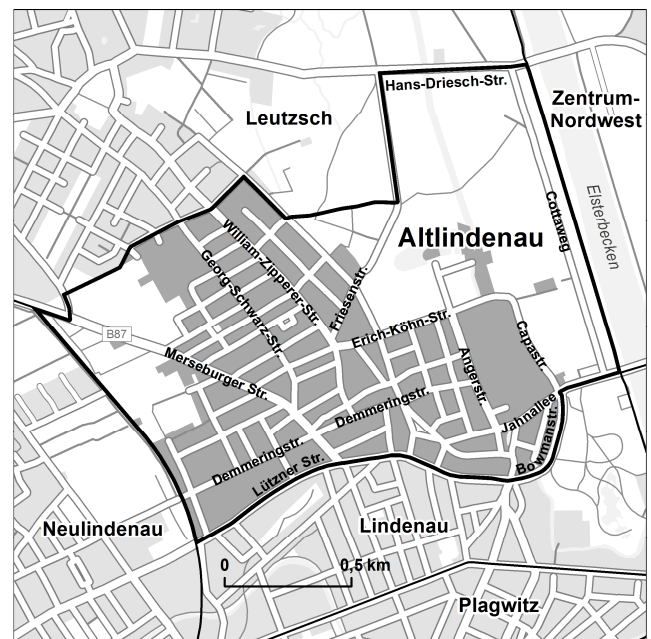 Hans-Driesch-Str.
Zentrum-
Nordwest
Leutzsch
Elsterbecken
Cottaweg
Altlindenau
William-Zipperer-Str.
Georg-Schwarz-Str.
Friesenstr.
B87
Erich-Köhn-Str.
Capastr.
Merseburger Str.
Angerstr.
Demmeringstr.
Jahnallee
Bowmanstr.
Demmeringstr.
Lützner Str.
Neulindenau
Lindenau
0
0,5 km
Plagwitz